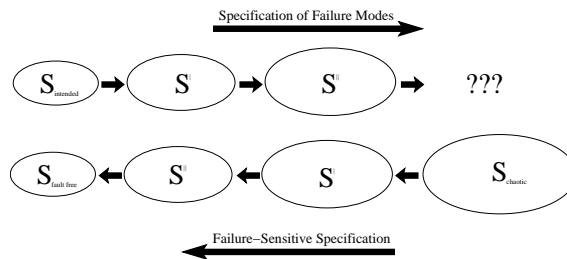 Specification of Failure Modes
S intended S' S'' ???
S fault free S'' S' S chaotic
Failure−Sensitive Specification